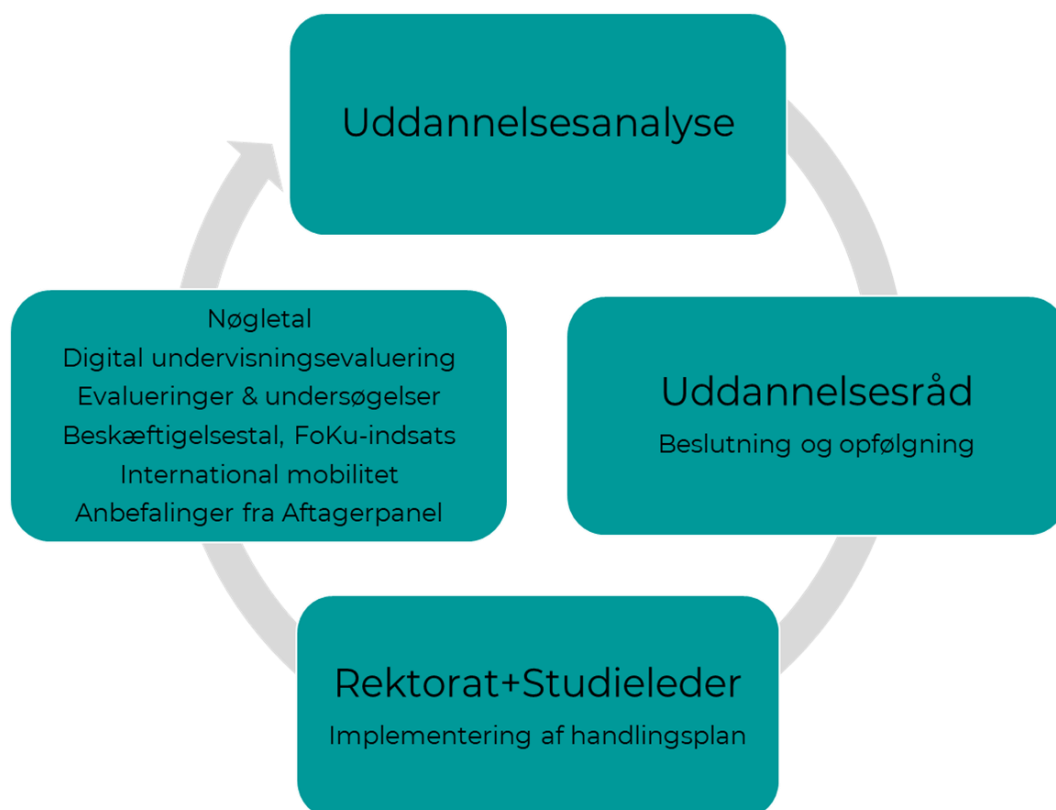 Uddannelsesanalyse
Nøgletal
Digital undervisningsevaluering
Evalueringer & undersøgelser
Beskæftigelsestal, FoKu-indsats
International mobilitet
Anbefalinger fra Aftagerpanel
Uddannelsesråd
Beslutning og opfølgning
Rektorat+Studieleder
Implementering af handlingsplan